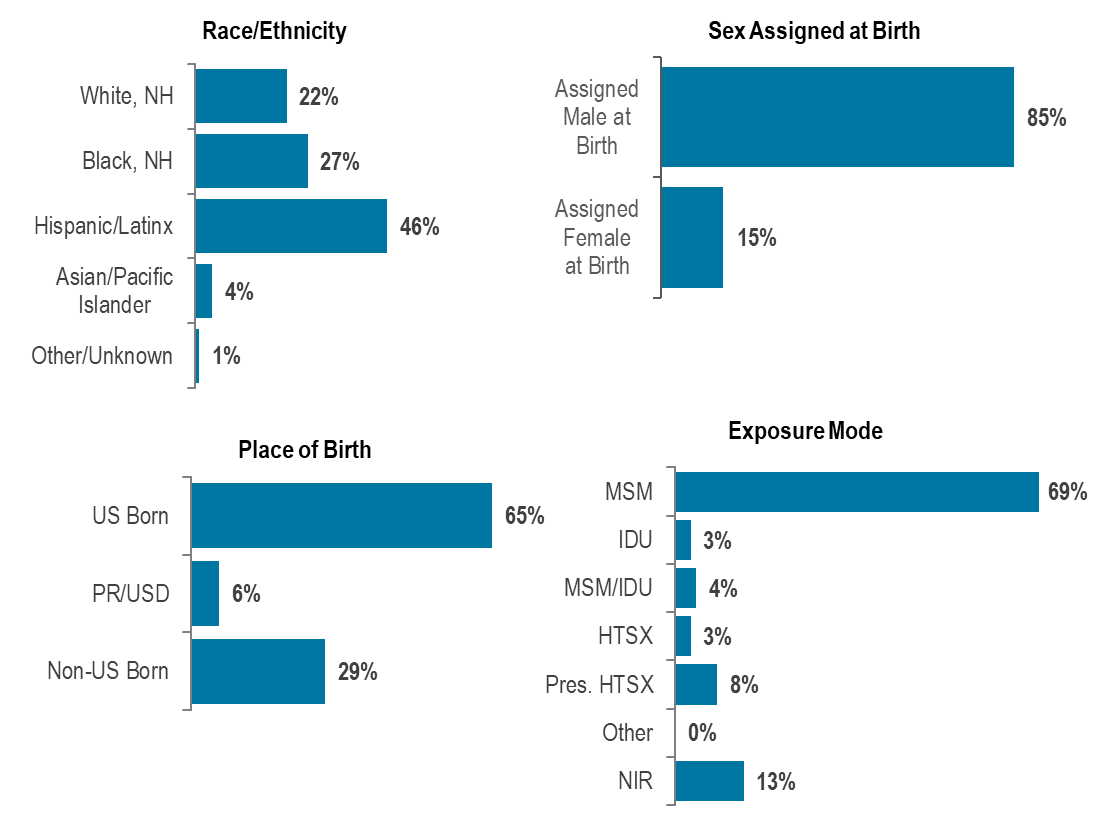 Race/Ethnicity
White, NH
22%
Black, NH
27%
Hispanic/Latinx
46%
Asian/Pacific
Islander
4%
Other/Unknown
1%
Sex Assigned at Birth
Assigned
Male at
Birth
85%
Assigned
Female
at Birth
15%
Place of Birth
US Born
65%
PR/USD
6%
Non-US Born
29%
Exposure Mode
MSM
69%
IDU
3%
MSM/IDU
4%
HTSX
3%
Pres. HTSX
8%
Other
0%
NIR
13%